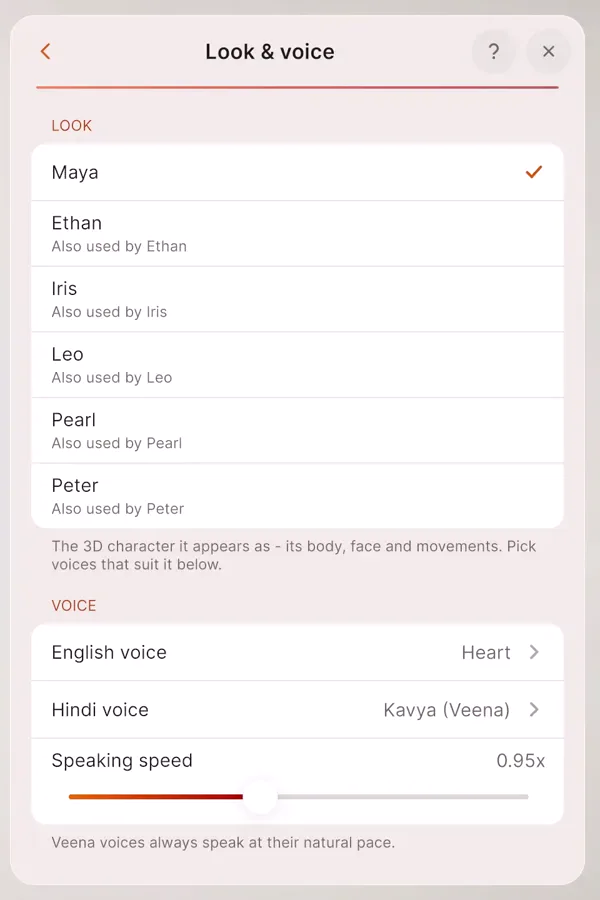 Look & voice
?
LOOK
Maya
Ethan
Also used by Ethan
Iris
Also used by Iris
Leo
Also used by Leo
Pearl
Also used by Pearl
Peter
Also used by Peter
The 3D character it appears as - its body, face and movements. Pick
voices that suit it below.
VOICE
English voice Heart
Hindi voice Kavya (Veena)
Speaking speed 0.95x
Veena voices always speak at their natural pace.